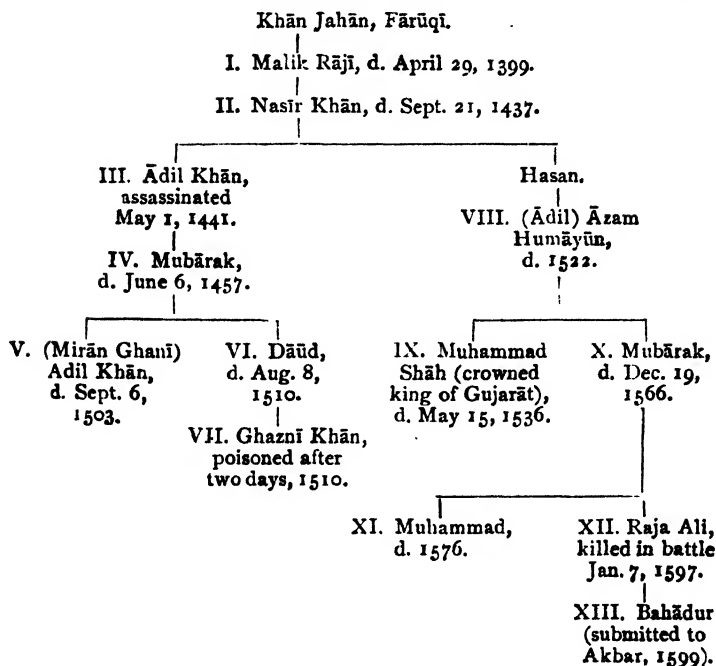 Khān Jahān, Fārūqī.
I. Malik Rājī, d. April 29, 1399.
II. Nasīr Khān, d. Sept. 21, 1437.
III. Ādil Khān,
assassinated
May 1, 1441.
Hasan.
VIII. (Ādil) Āzam
Humāyūn,
d. 1522.
IV. Mubārak,
d. June 6, 1457.
V. (Mirān Ghanī)
Adil Khān,
d. Sept. 6,
1503.
VI. Dāūd,
d. Aug. 8,
1510.
VII. Ghaznī Khān,
poisoned after
two days, 1510.
IX. Muhammad
Shāh (crowned
king of Gujarāt),
d. May 15, 1536.
X. Mubārak,
d. Dec. 19,
1566.
XI. Muhammad,
d. 1576.
XII. Raja Ali,
killed in battle
Jan. 7, 1597.
XIII. Bahādur
(submitted to
Akbar, 1599).